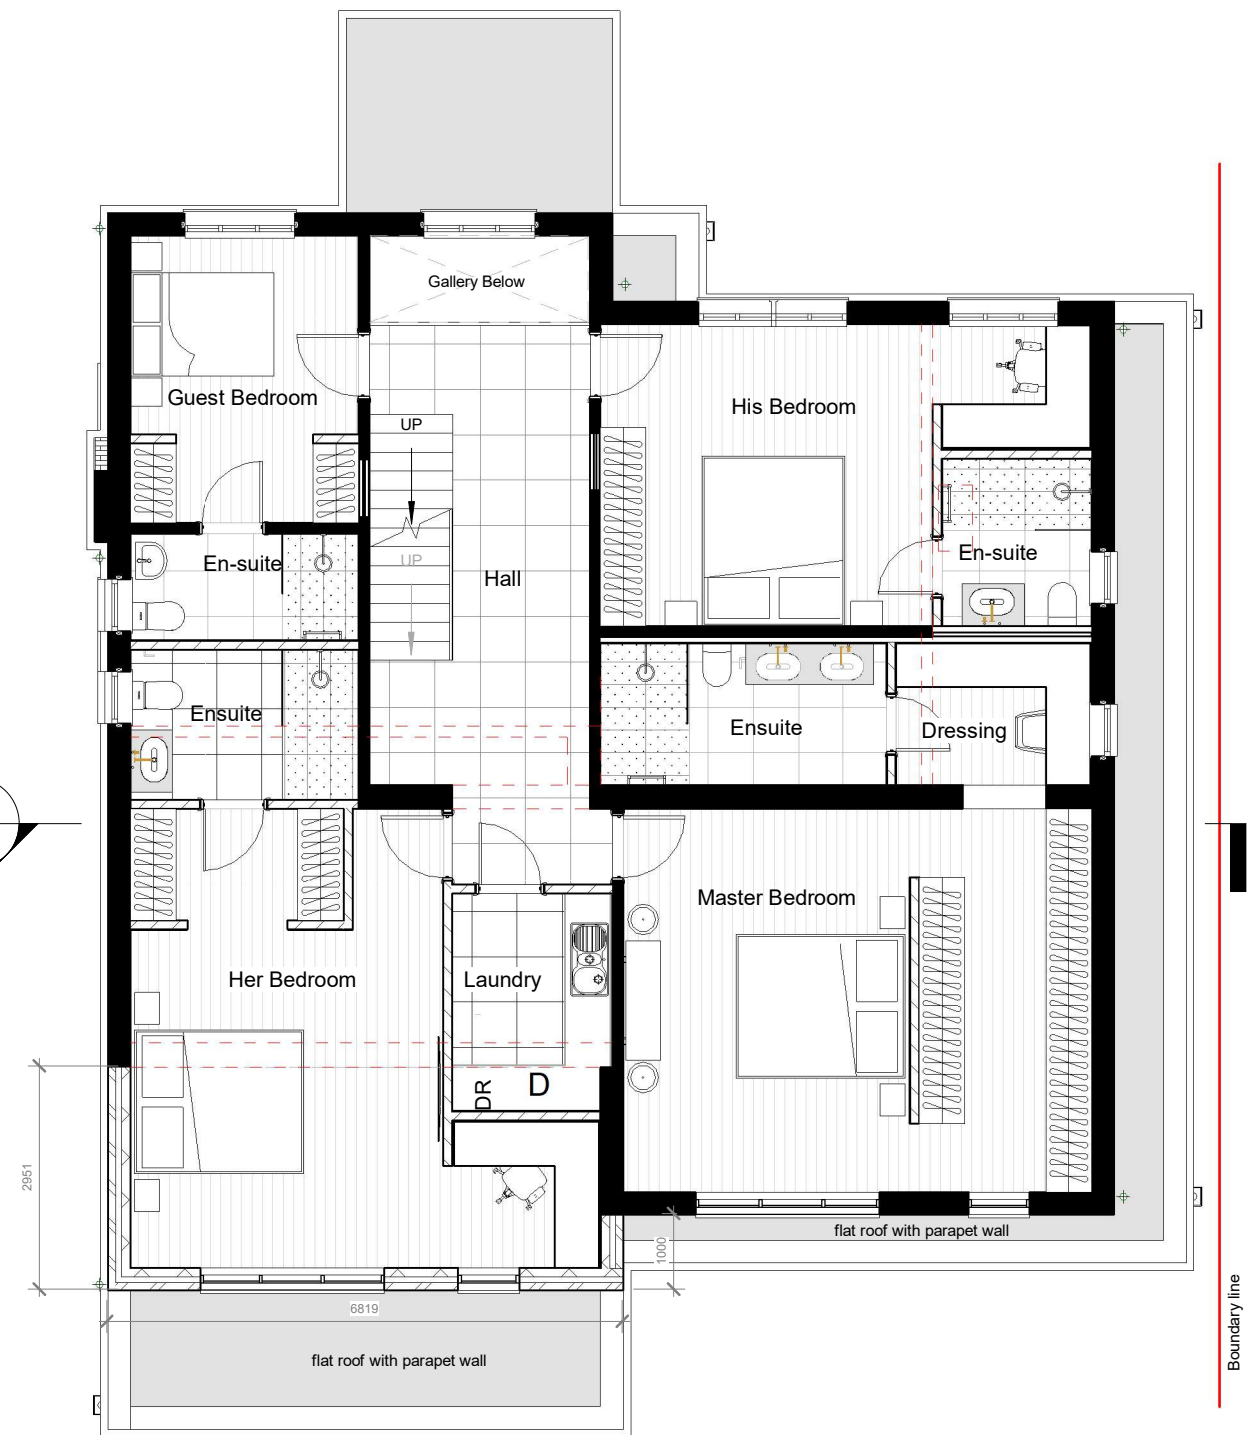 Gallery Below
Guest Bedroom
His Bedroom
UP
UP
Hall
En-suite
En-suite
Ensuite
Ensuite
Dressing
Master Bedroom
Her Bedroom
Laundry
DR
D
2951
1000
flat roof with parapet wall
6819
flat roof with parapet wall
Boundary line